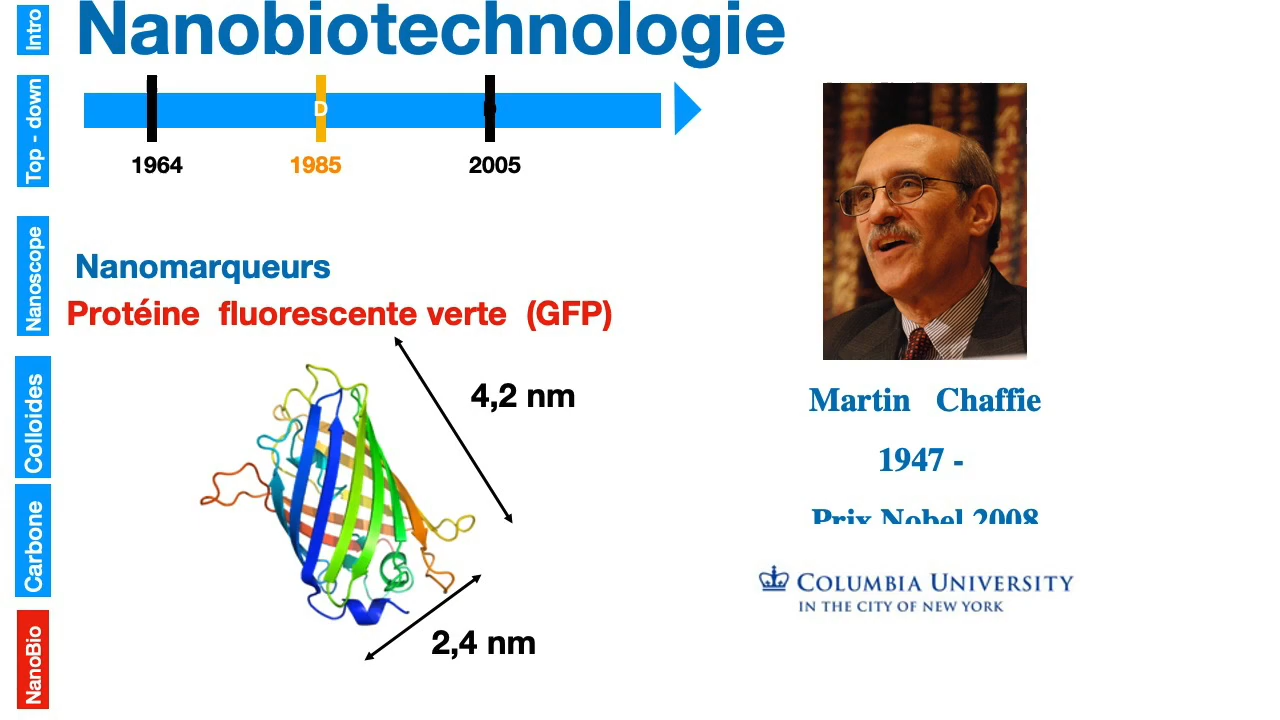 Nanobiotechnologie
Intro
Top - down
Nanoscope
Colloides
Carbone
NanoBio
D
D
1964
1985
2005
Nanomarqueurs
Protéine fluorescente verte (GFP)
4,2 nm
2,4 nm
Martin Chaffie
1947 -
Prix Nobel 2008
COLUMBIA UNIVERSITY
IN THE CITY OF NEW YORK